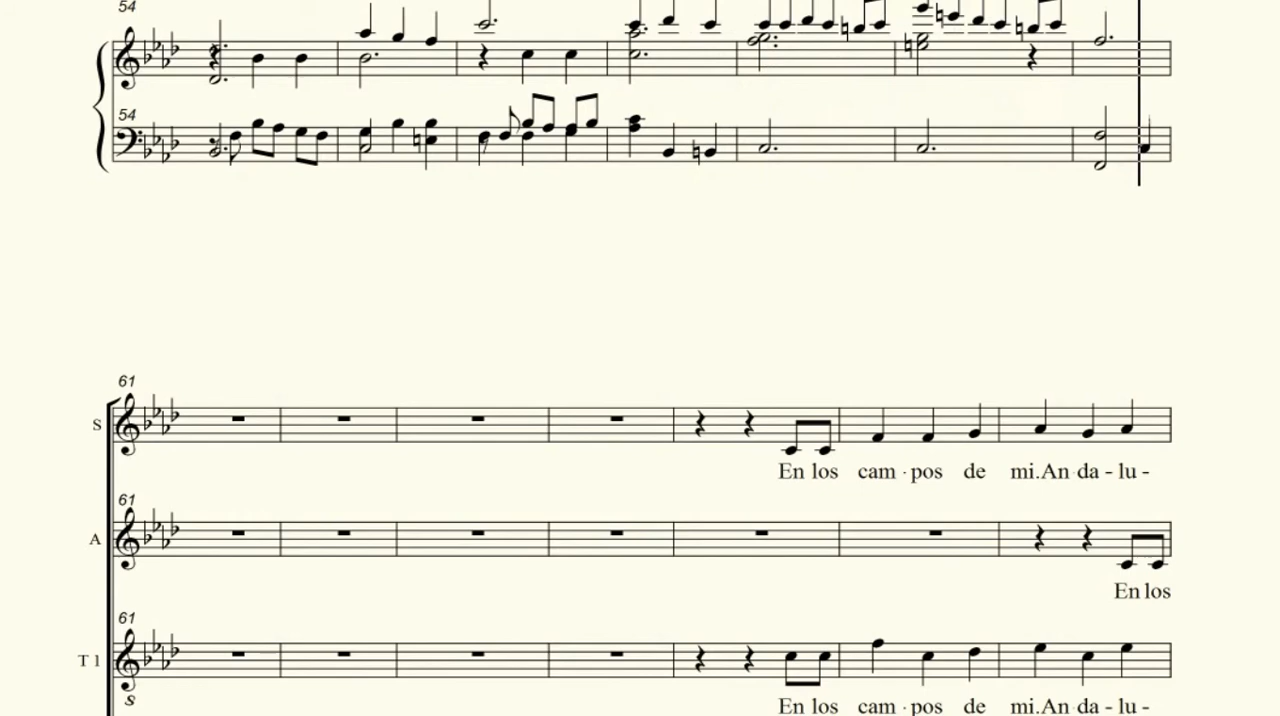 54
54
61
S
En los cam - pos de mi.An da - lu -
61
A
En los
61
T 1
8
En los cam - pos de mi.An da - lu -